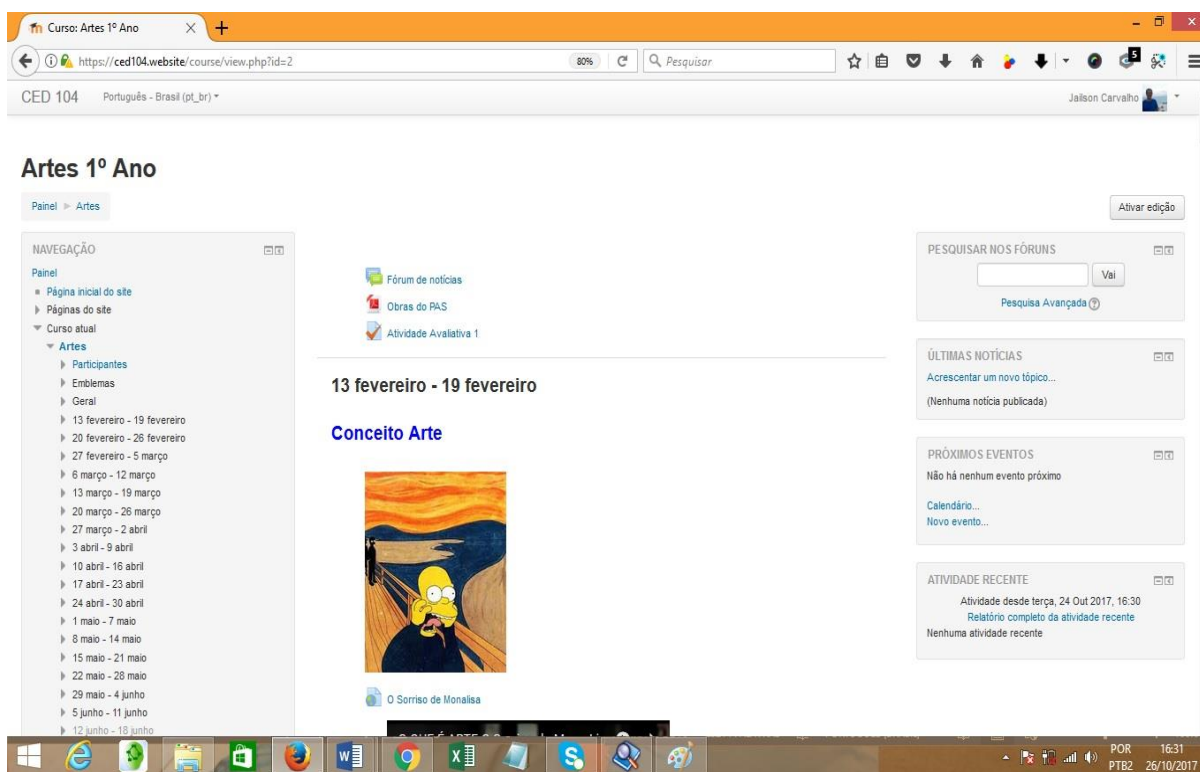 Curso: Artes 1º Ano
https://ced104.website/course/view.php?id=2
80%
Pesquisar
5
CED 104
Português - Brasil (pt_br)
Jailson Carvalho
Artes 1º Ano
Painel
Artes
Ativar edição
NAVEGAÇÃO
Painel
Página inicial do site
Páginas do site
Curso atual
Artes
Participantes
Emblemas
Geral
13 fevereiro - 19 fevereiro
20 fevereiro - 26 fevereiro
27 fevereiro - 5 março
6 março - 12 março
13 março - 19 março
20 março - 26 março
27 março - 2 abril
3 abril - 9 abril
10 abril - 16 abril
17 abril - 23 abril
24 abril - 30 abril
1 maio - 7 maio
8 maio - 14 maio
15 maio - 21 maio
22 maio - 28 maio
29 maio - 4 junho
5 junho - 11 junho
12 junho - 18 junho
Fórum de notícias
Obras do PAS
Atividade Avaliativa 1
13 fevereiro - 19 fevereiro
Conceito Arte
O Sorriso de Monalisa
PESQUISAR NOS FÓRUNS
Vai
Pesquisa Avançada
ÚLTIMAS NOTÍCIAS
Acrescentar um novo tópico...
(Nenhuma notícia publicada)
PRÓXIMOS EVENTOS
Não há nenhum evento próximo
Calendário...
Novo evento...
ATIVIDADE RECENTE
Atividade desde terça, 24 Out 2017, 16:30
Relatório completo da atividade recente
Nenhuma atividade recente
POR
PTB2
16:31
26/10/2017